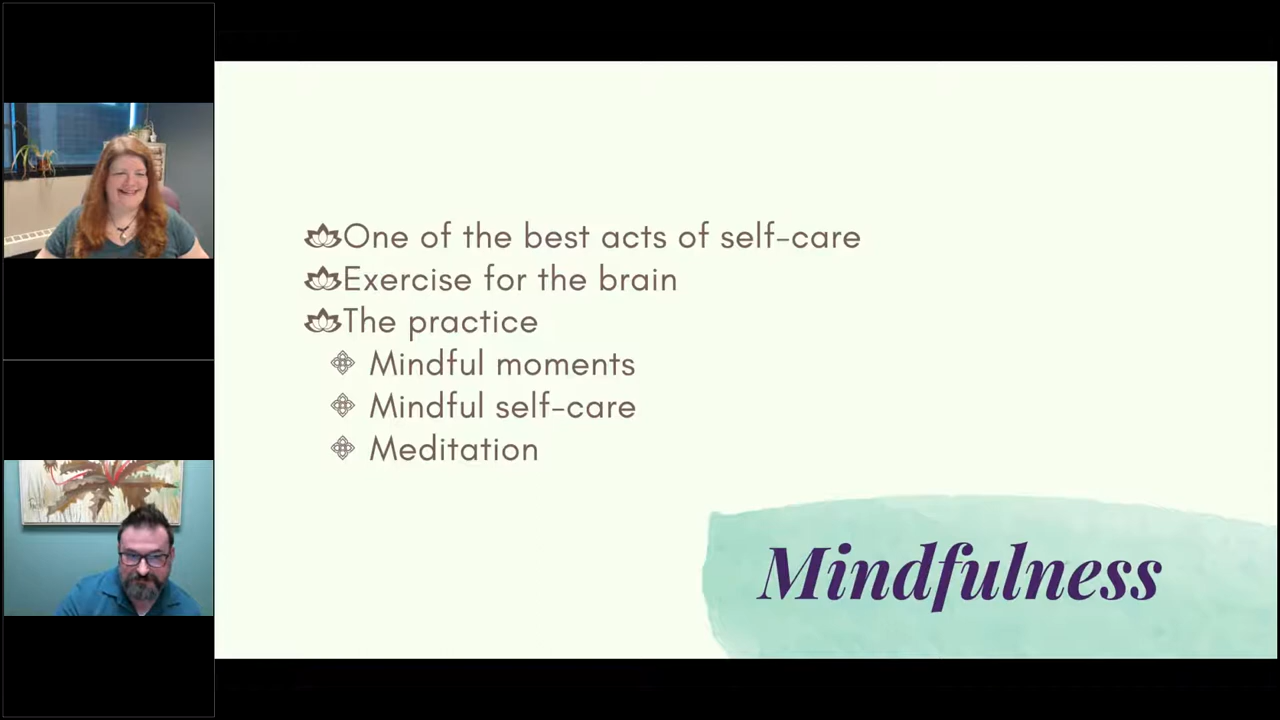 One of the best acts of self-care
Exercise for the brain
The practice
Mindful moments
Mindful self-care
Meditation
Mindfulness